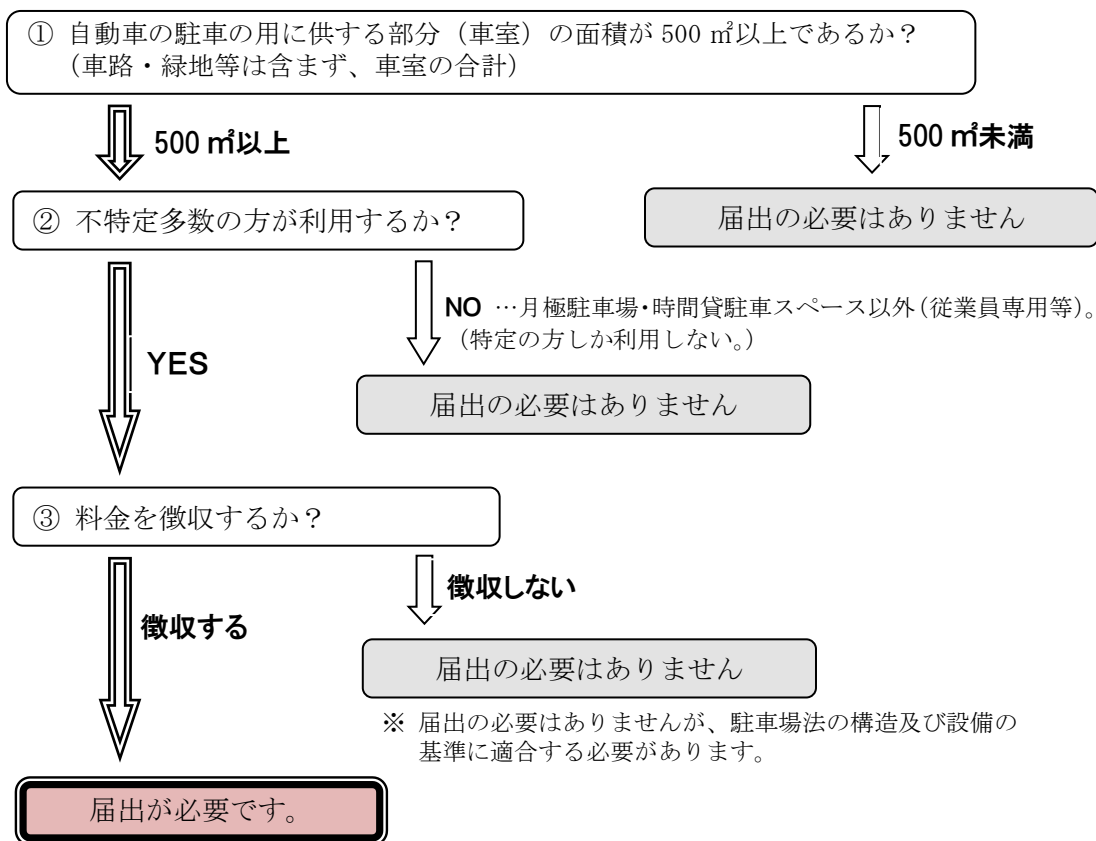 ① 自動車の駐車の用に供する部分（車室）の面積が 500 ㎡以上であるか？
（車路・緑地等は含まず、車室の合計）
500 ㎡以上
500 ㎡未満
② 不特定多数の方が利用するか？
届出の必要はありません
NO …月極駐車場・時間貸駐車スペース以外（従業員専用等）。
（特定の方しか利用しない。）
YES
届出の必要はありません
③ 料金を徴収するか？
徴収しない
徴収する
届出の必要はありません
※ 届出の必要はありませんが、駐車場法の構造及び設備の
基準に適合する必要があります。
届出が必要です。